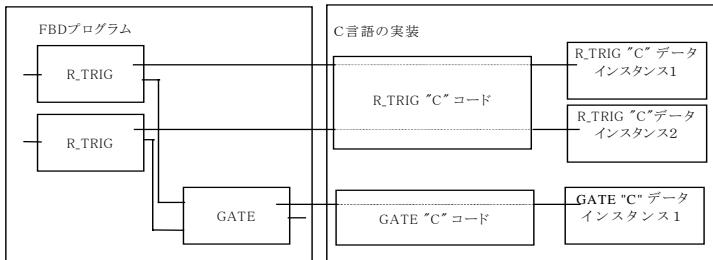 FBDプログラム
R_TRIG
R_TRIG
GATE
C言語の実装
R_TRIG "C" コード
GATE "C" コード
R_TRIG "C" データ
インスタンス1
R_TRIG "C"データ
インスタンス2
GATE "C" データ
インスタンス1